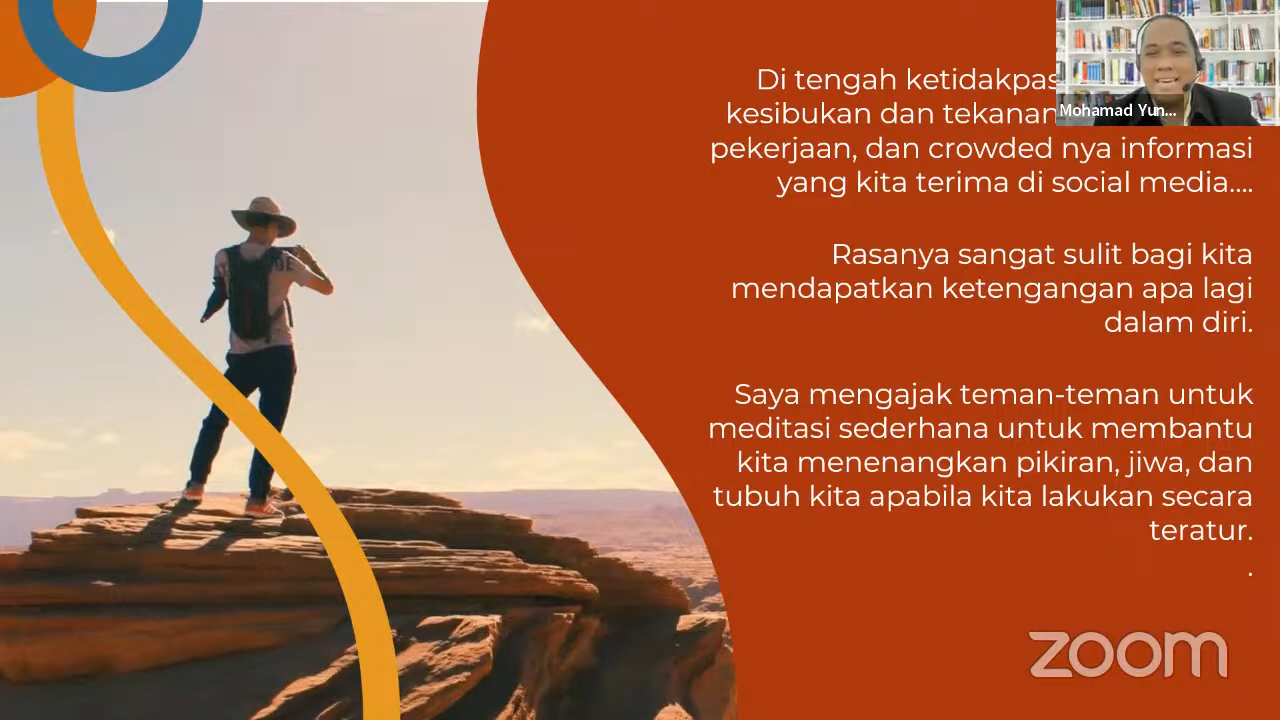 Di tengah
kesibukan dan tekanan
pekerjaan, dan crowded nya informasi
yang kita terima di social media....
Rasanya sangat sulit bagi kita
mendapatkan ketengangan apa lagi
dalam diri.
Saya mengajak teman-teman untuk
meditasi sederhana untuk membantu
kita menenangkan pikiran, jiwa, dan
tubuh kita apabila kita lakukan secara
teratur.
.
Mohamad Yun...
zoom